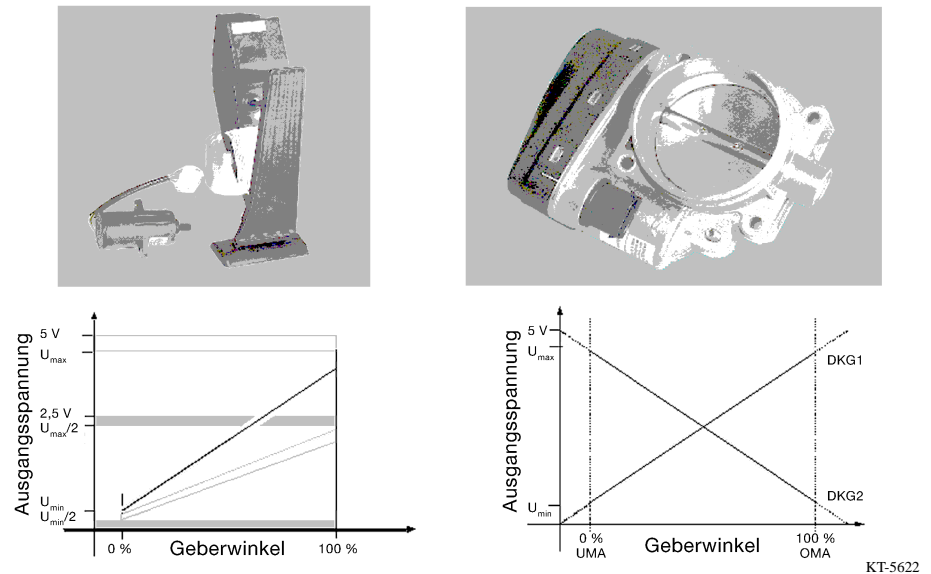 Ausgangsspannung
5 V
Umax
2,5 V
Umax/2
Umin
Umin/2
0 %
Geberwinkel
100 %
Ausgangsspannung
5 V
Umax
Umin
DKG1
DKG2
0 %
UMA
Geberwinkel
100 %
OMA
KT-5622